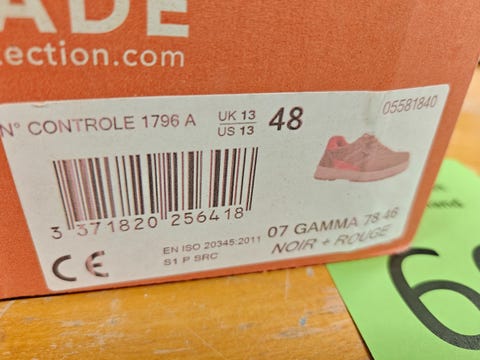 ADE
lection.com
N° CONTROLE 1796 A
UK 13
US 13
48
05581840
3 371820 256418
07 GAMMA 78.46
NOIR + ROUGE
EN ISO 20345:2011
S1 P SRC
CE